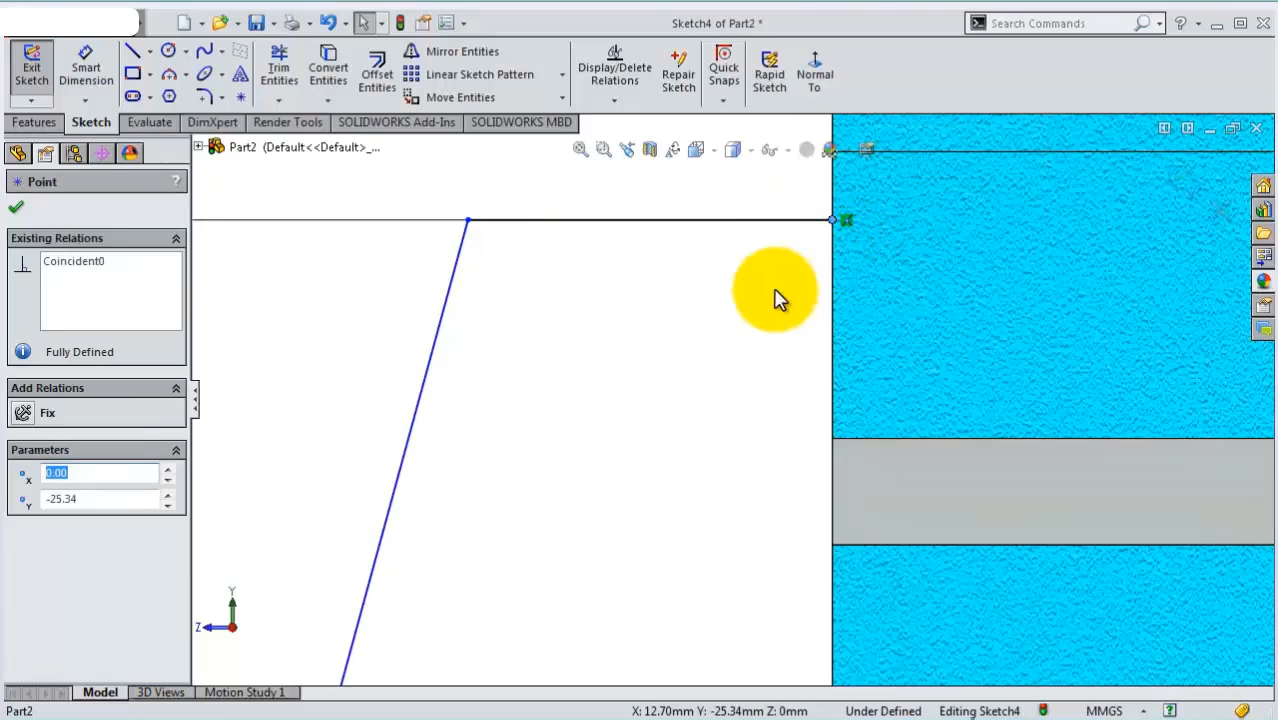 Sketch4 of Part2 *
Search Commands
Exit Sketch
Smart Dimension
Trim Entities
Convert Entities
Offset Entities
Mirror Entities
Linear Sketch Pattern
Move Entities
Display/Delete Relations
Repair Sketch
Quick Snaps
Rapid Sketch
Normal To
Features Sketch Evaluate DimXpert Render Tools SOLIDWORKS Add-Ins SOLIDWORKS MBD
Part2 (Default<<Default>_...
Point ?
Existing Relations
Coincident0
Fully Defined
Add Relations
Fix
Parameters
X 0.00
Y -25.34
Y
Z
Model 3D Views Motion Study 1
Part2 X: 12.70mm Y: -25.34mm Z: 0mm Under Defined Editing Sketch4 MMGS ?